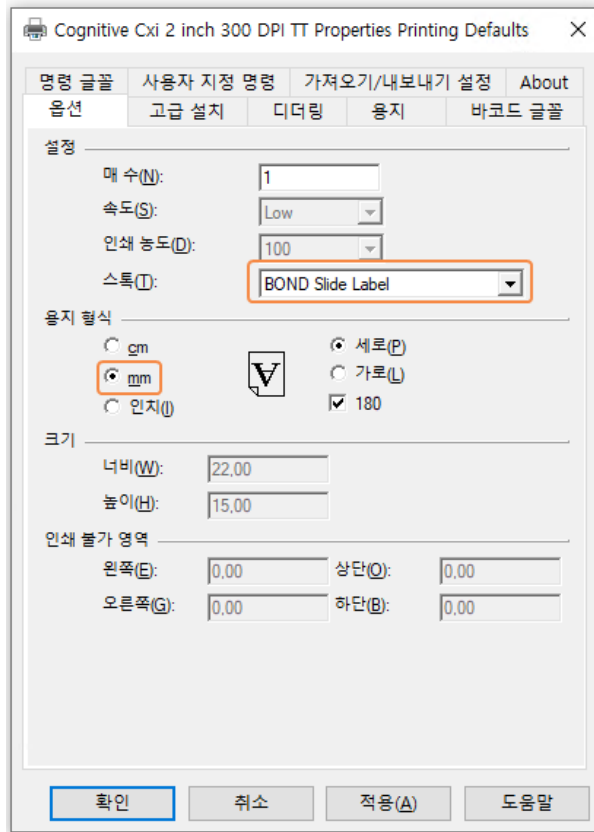 Cognitive Cxi 2 inch 300 DPI TT Properties Printing Defaults
명령 글꼴 사용자 지정 명령 가져오기/내보내기 설정 About
옵션 고급 설치 디더링 용지 바코드 글꼴
설정
매 수(N): 1
속도(S): Low
인쇄 농도(D): 100
스톡(T): BOND Slide Label
용지 형식
cm 세로(P)
mm A 가로(L)
인치(I) 180
크기
너비(W): 22,00
높이(H): 15,00
인쇄 불가 영역
왼쪽(E): 0,00 상단(O): 0,00
오른쪽(G): 0,00 하단(B): 0,00
확인 취소 적용(A) 도움말